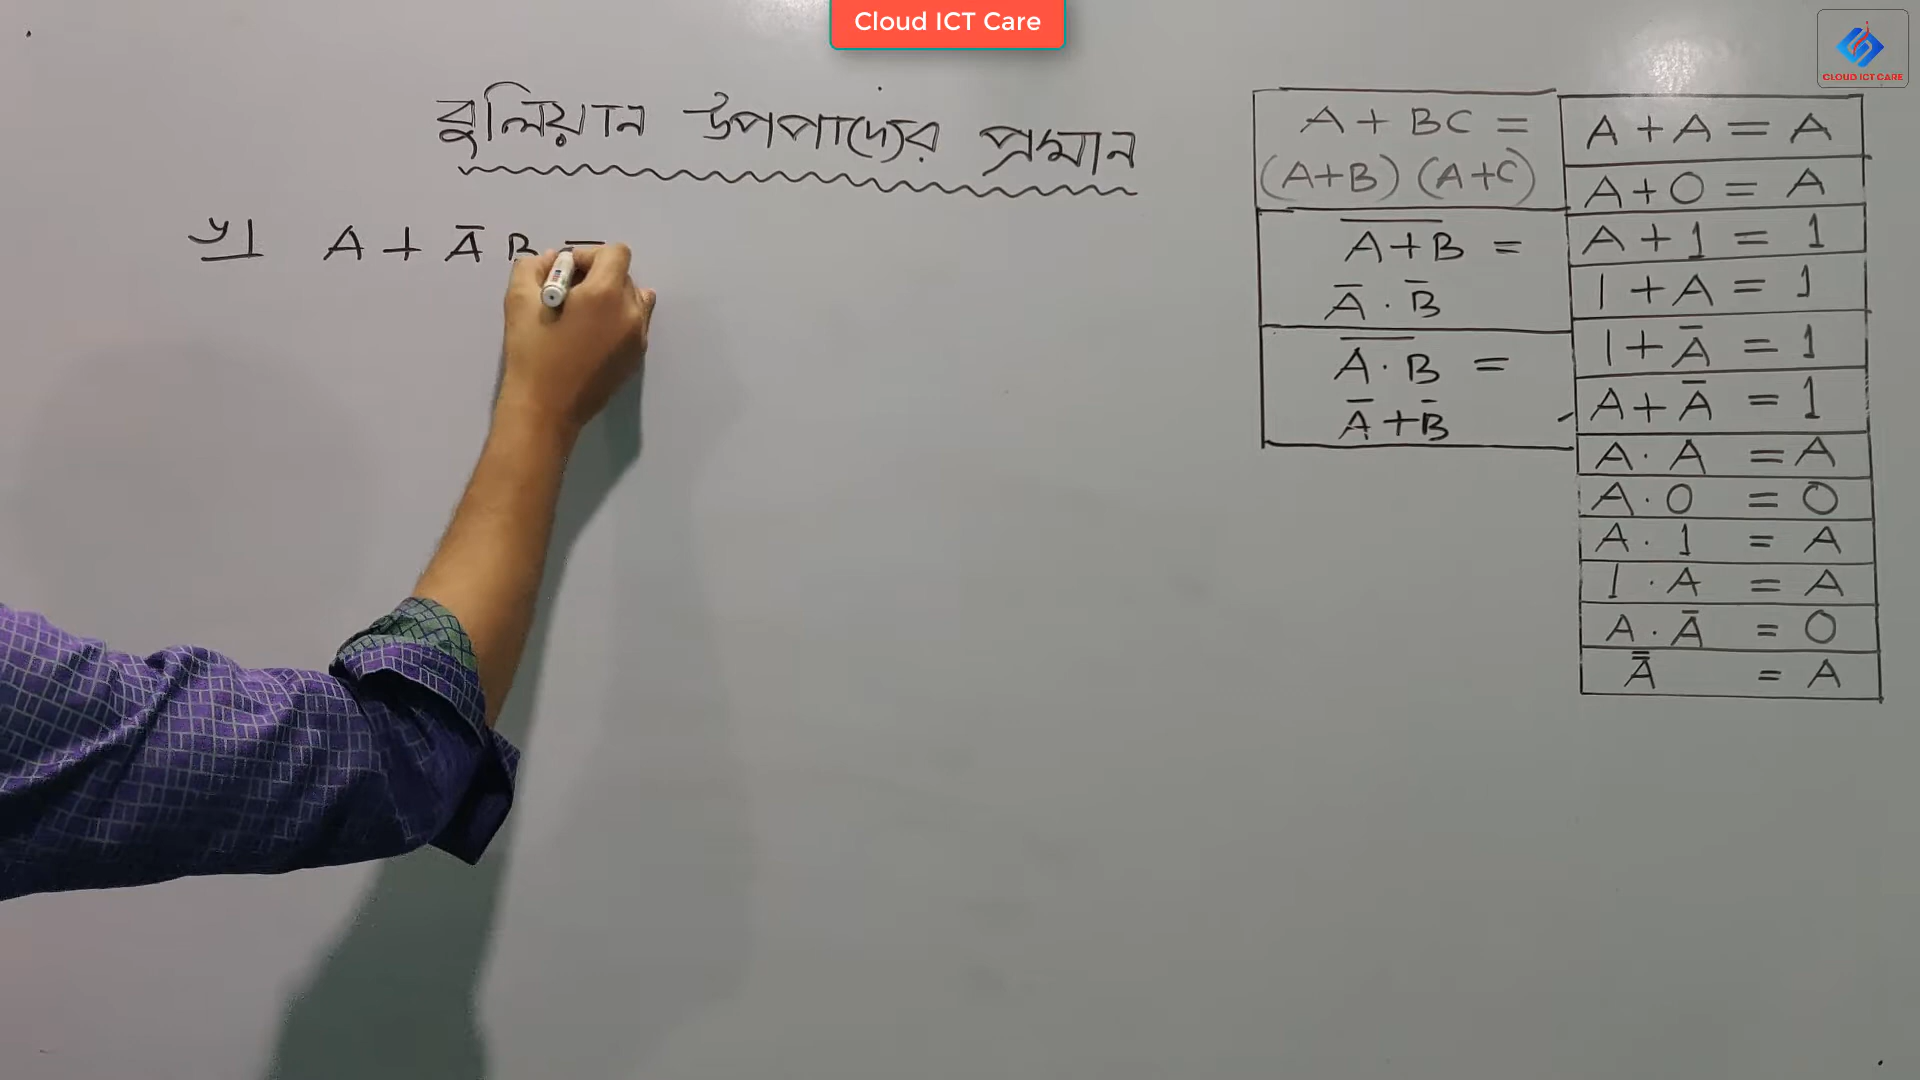 Cloud ICT Care
CLOUD ICT CARE
বুলিয়ান উপপাদ্যের প্রমান
১। A + A̅ B =
A + BC =
(A+B) (A+C)
A̅+̅B̅ =
A̅ . B̅
A̅.̅B̅ =
A̅ + B̅
A + A = A
A + 0 = A
A + 1 = 1
1 + A = 1
1 + A̅ = 1
A + A̅ = 1
A . A = A
A . 0 = 0
A . 1 = A
1 . A = A
A . A̅ = 0
A̿ = A